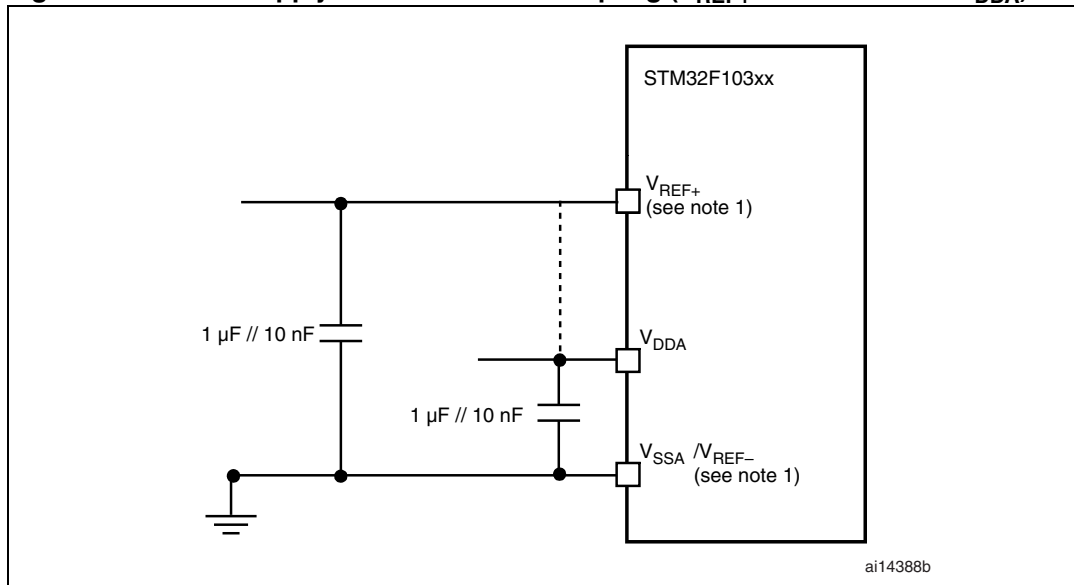 STM32F103xx
VREF+
(see note 1)
1 µF // 10 nF
VDDA
1 µF // 10 nF
VSSA /VREF–
(see note 1)
ai14388b